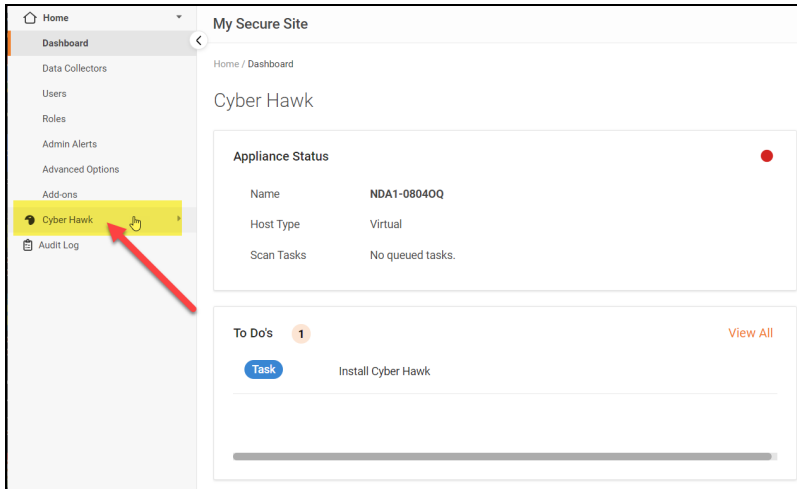 Home
Dashboard
Data Collectors
Users
Roles
Admin Alerts
Advanced Options
Add-ons
Cyber Hawk
Audit Log
My Secure Site
Home / Dashboard
Cyber Hawk
Appliance Status
Name NDA1-0804OQ
Host Type Virtual
Scan Tasks No queued tasks.
To Do's 1 View All
Task Install Cyber Hawk